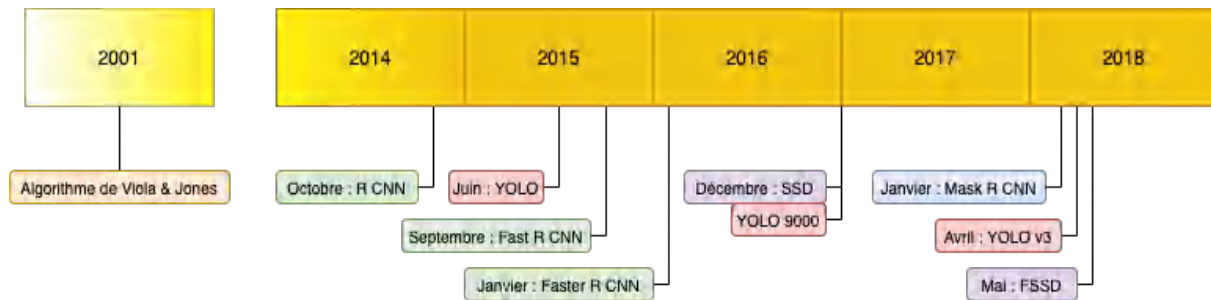 2001
2014
2015
2016
2017
2018
Algorithme de Viola & Jones
Octobre : R CNN
Juin : YOLO
Décembre : SSD
Janvier : Mask R CNN
YOLO 9000
Septembre : Fast R CNN
Avril : YOLO v3
Janvier : Faster R CNN
Mai : FSSD